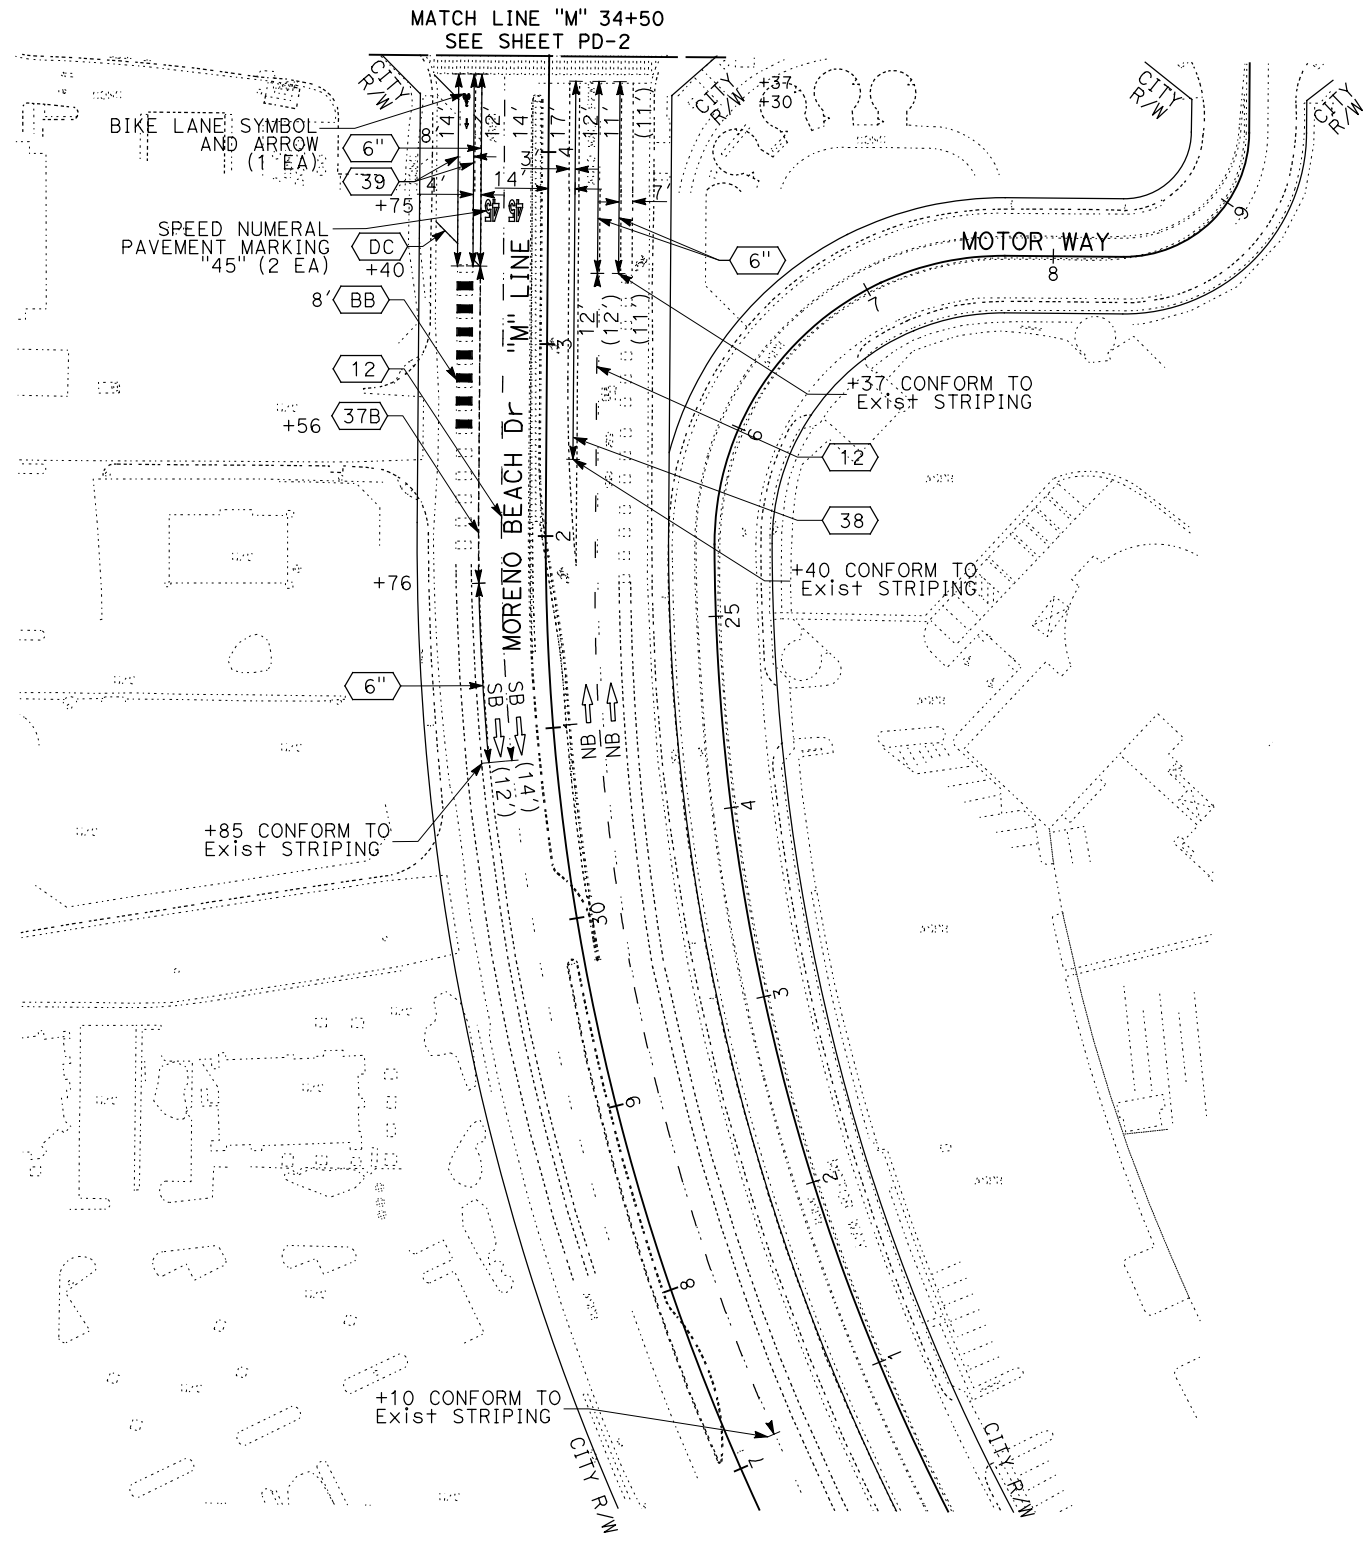 MATCH LINE "M" 34+50
SEE SHEET PD-2
CITY
R/W
CITY
R/W
+37
+30
CITY
R/W
CITY
R/W
BIKE LANE SYMBOL
AND ARROW
(1 EA)
8'
14'
12'
14'
17'
12'
11'
(11')
6"
39
4'
3'
14'
7'
4
+75
SPEED NUMERAL
PAVEMENT MARKING
"45" (2 EA)
45
45
DC
+40
6"
MOTOR WAY
9
8
7
8' BB
12'
(12')
(11')
3
12
+56
37B
+37 CONFORM TO
Exist STRIPING
6
12
38
MORENO BEACH Dr "M" LINE
2
+76
+40 CONFORM TO
Exist STRIPING
25
6"
SB
SB
NB
NB
1
(12')
(14')
4
+85 CONFORM TO
Exist STRIPING
30
3
9
2
8
1
+10 CONFORM TO
Exist STRIPING
7
CITY R/W
CITY R/W